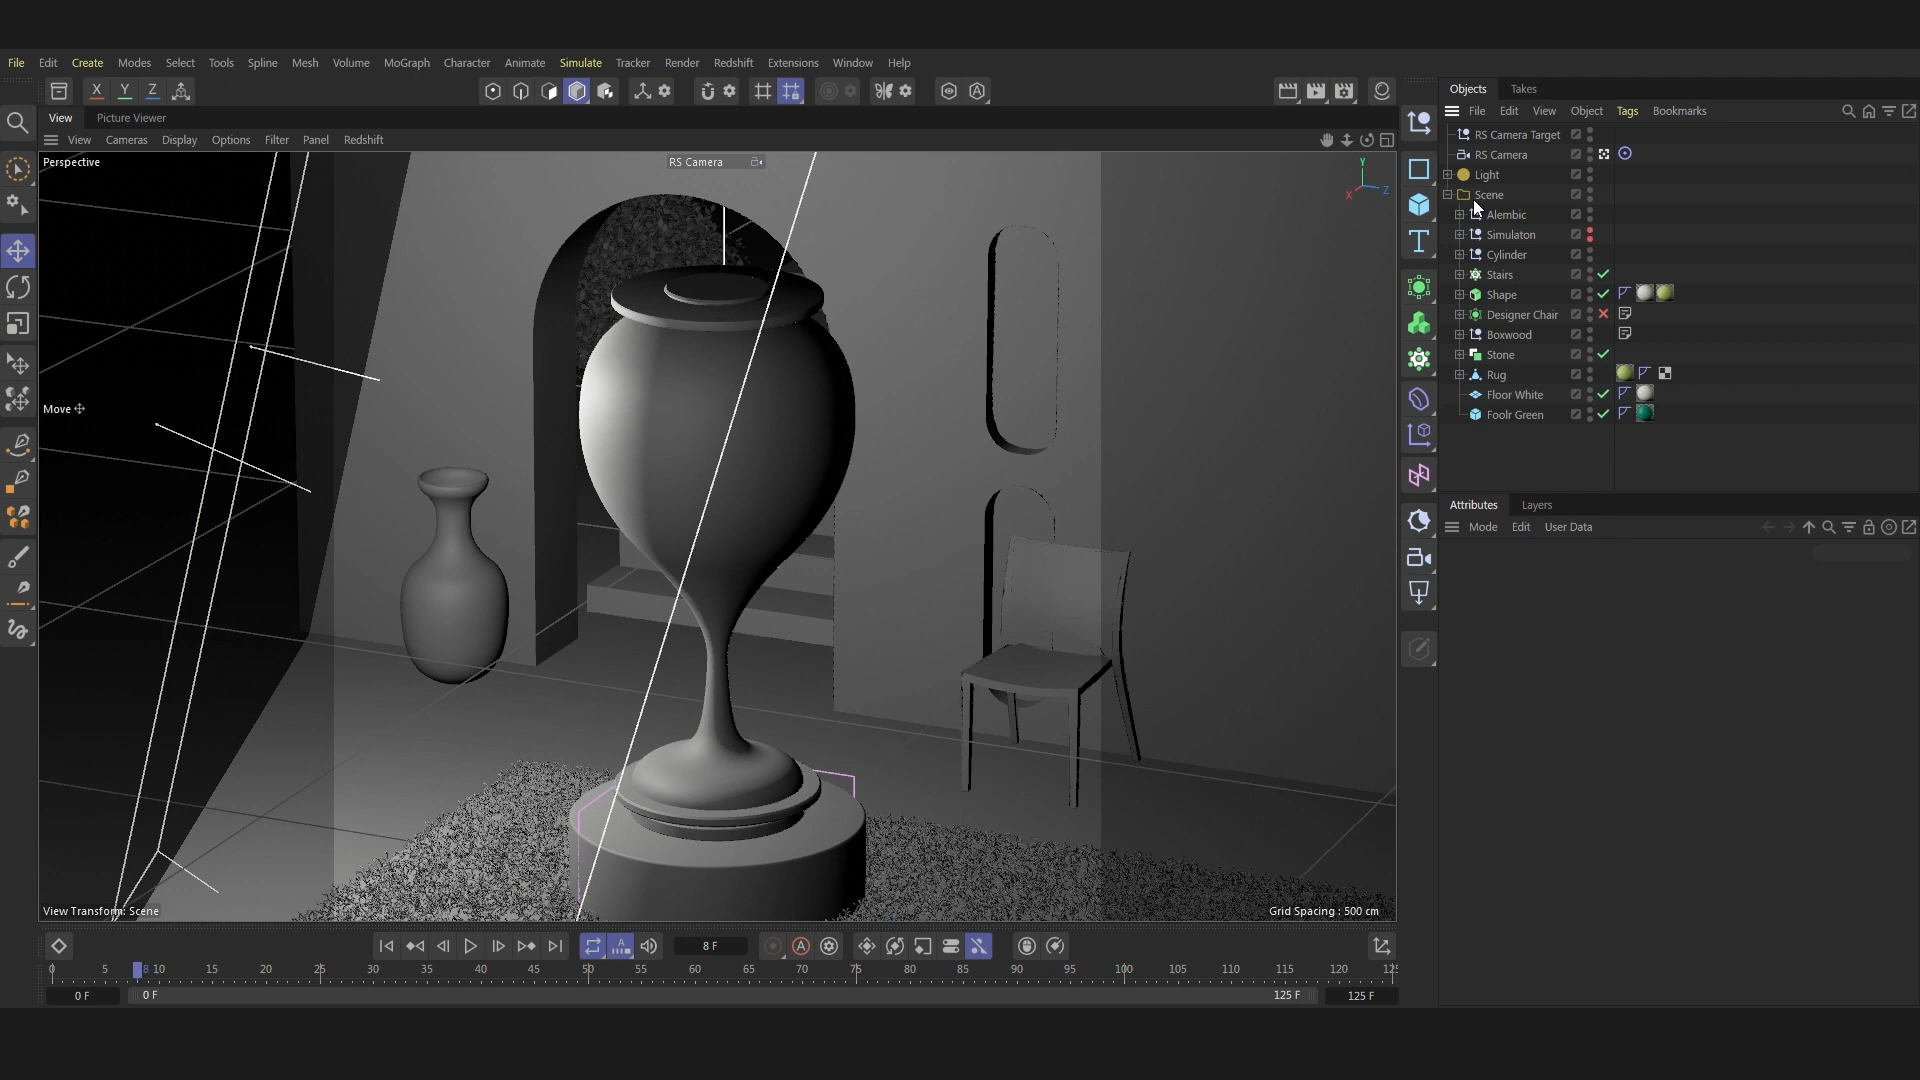 File Edit Create Modes Select Tools Spline Mesh Volume MoGraph Character Animate Simulate Tracker Render Redshift Extensions Window Help
X Y Z
View Picture Viewer
View Cameras Display Options Filter Panel Redshift
Perspective
RS Camera
Y
X
Z
Move
View Transform: Scene
Grid Spacing : 500 cm
8 F
0 5 8 10 15 20 25 30 35 40 45 50 55 60 65 70 75 80 85 90 95 100 105 110 115 120 125
0 F 0 F 125 F 125 F
Objects Takes
File Edit View Object Tags Bookmarks
RS Camera Target
RS Camera
Light
Scene
Alembic
Simulaton
Cylinder
Stairs
Shape
Designer Chair
Boxwood
Stone
Rug
Floor White
Foolr Green
Attributes Layers
Mode Edit User Data